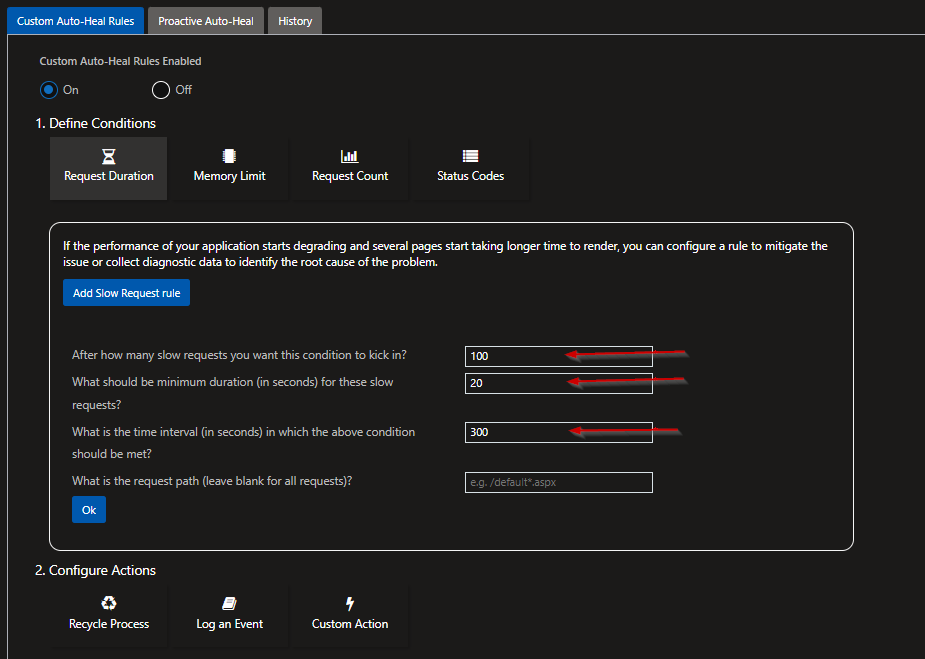 Custom Auto-Heal Rules
Proactive Auto-Heal
History
Custom Auto-Heal Rules Enabled
On
Off
1. Define Conditions
Request Duration
Memory Limit
Request Count
Status Codes
If the performance of your application starts degrading and several pages start taking longer time to render, you can configure a rule to mitigate the
issue or collect diagnostic data to identify the root cause of the problem.
Add Slow Request rule
After how many slow requests you want this condition to kick in?
100
What should be minimum duration (in seconds) for these slow
requests?
20
What is the time interval (in seconds) in which the above condition
should be met?
300
What is the request path (leave blank for all requests)?
e.g. /default*.aspx
Ok
2. Configure Actions
Recycle Process
Log an Event
Custom Action